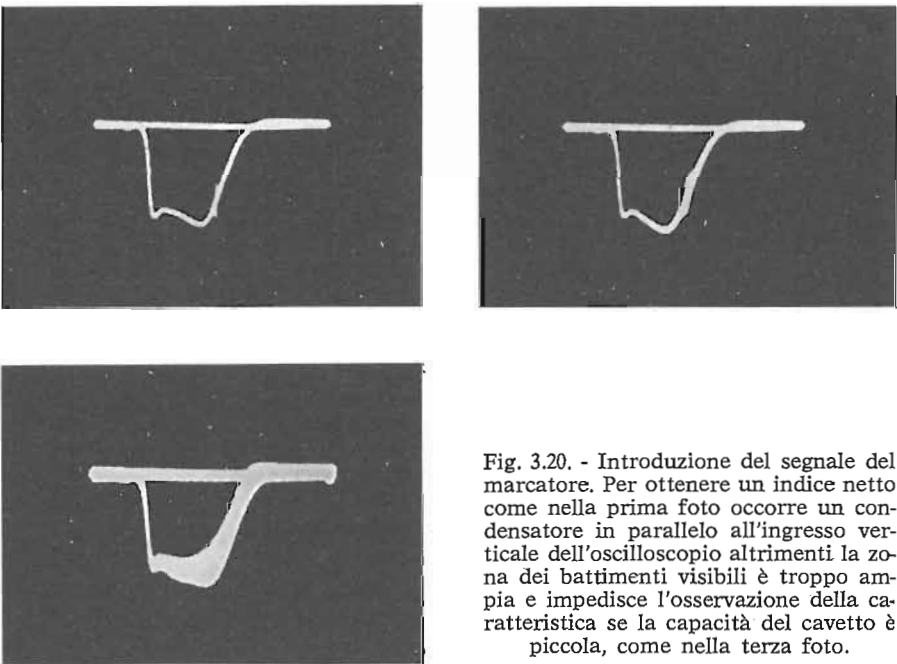 Fig. 3.20. - Introduzione del segnale del
marcatore. Per ottenere un indice netto
come nella prima foto occorre un con-
densatore in parallelo all'ingresso ver-
ticale dell'oscilloscopio altrimenti la zo-
na dei battimenti visibili è troppo am-
pia e impedisce l'osservazione della ca-
ratteristica se la capacità del cavetto è
piccola, come nella terza foto.